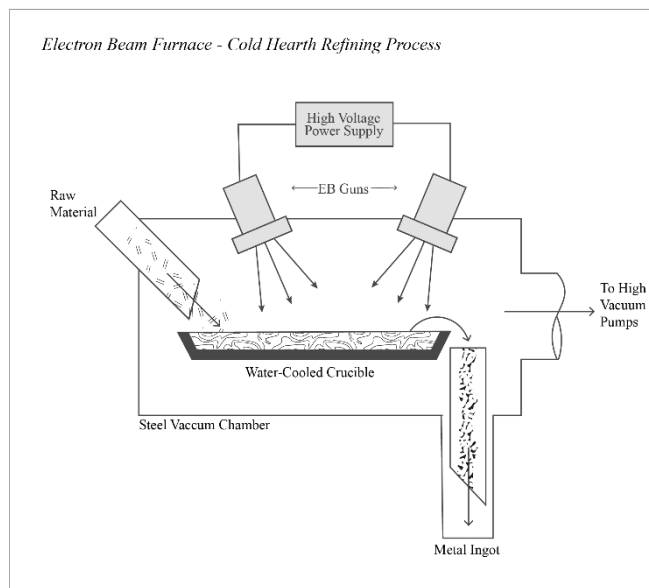 Electron Beam Furnace - Cold Hearth Refining Process
High Voltage
Power Supply
EB Guns
Raw
Material
To High
Vacuum
Pumps
Water-Cooled Crucible
Steel Vaccum Chamber
Metal Ingot